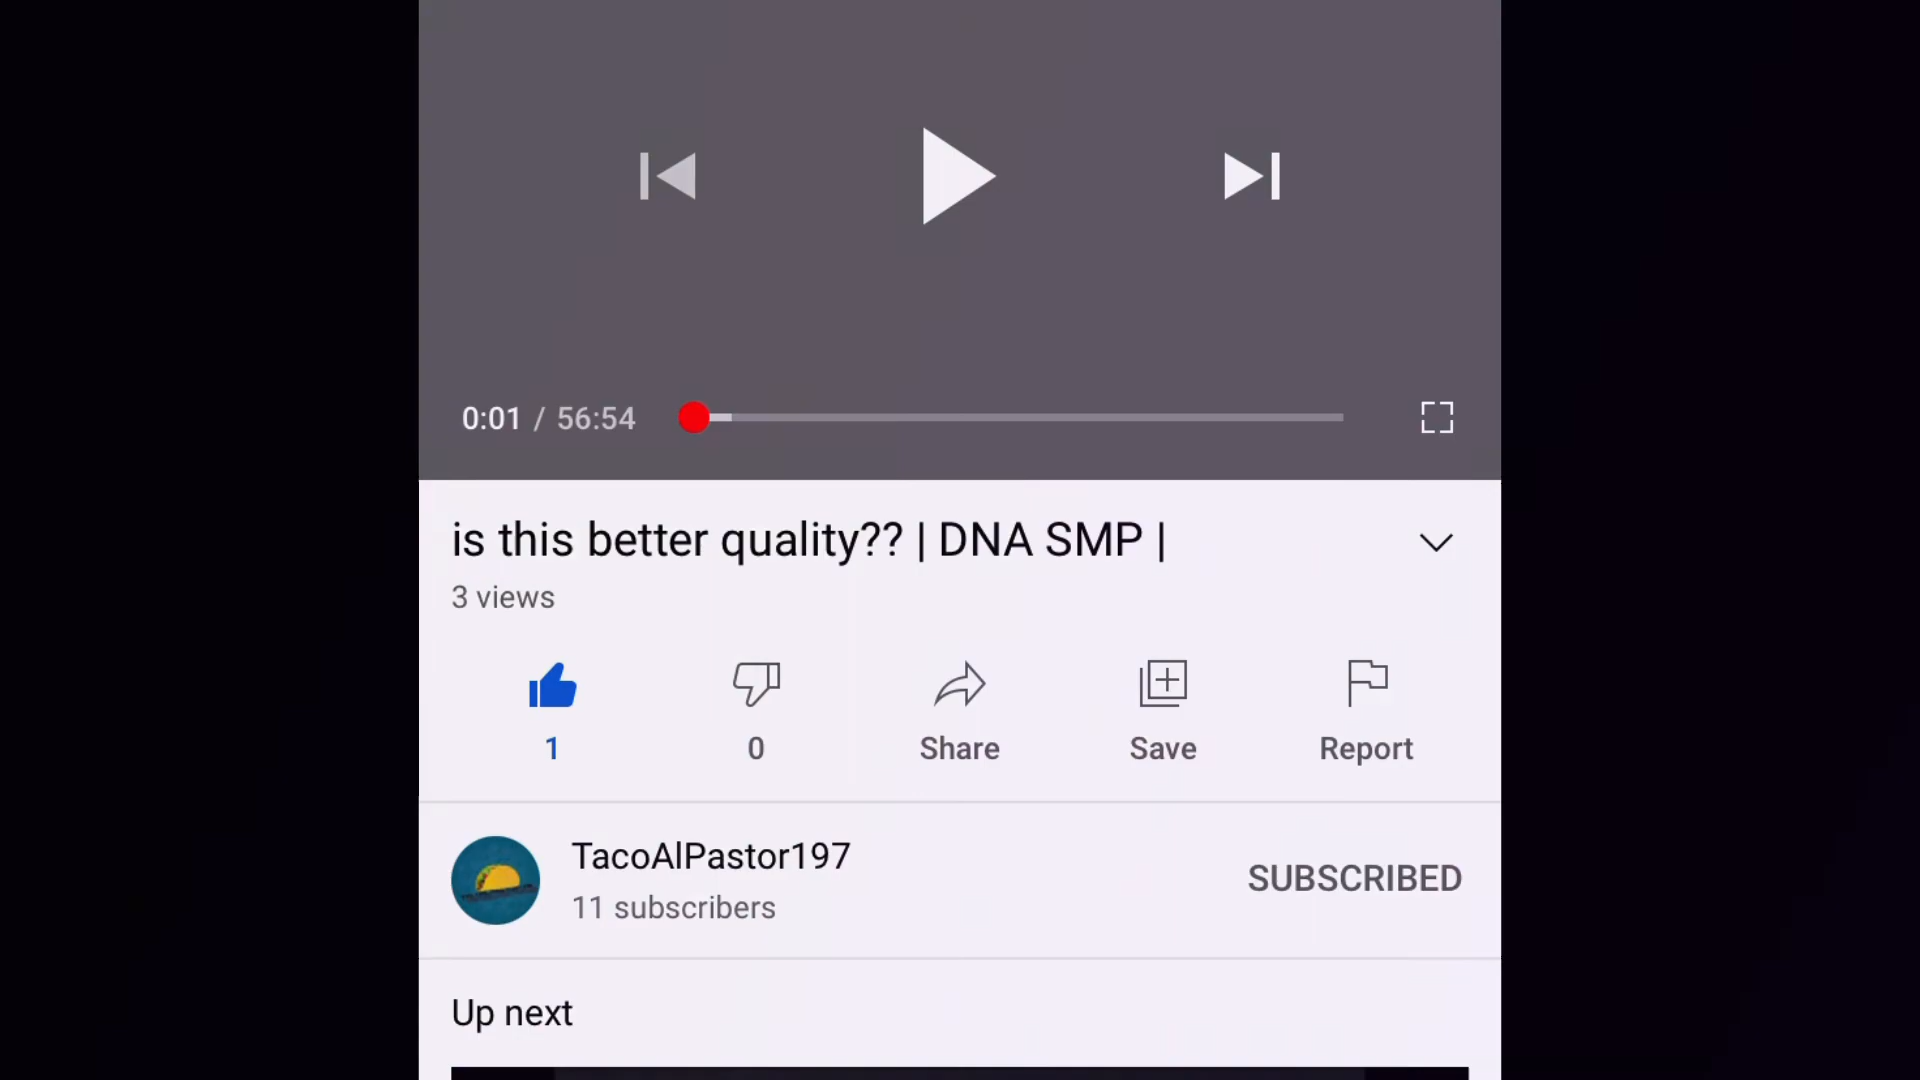 0:01 / 56:54
is this better quality?? | DNA SMP |
3 views
1 0 Share Save Report
TacoAlPastor197
11 subscribers
SUBSCRIBED
Up next